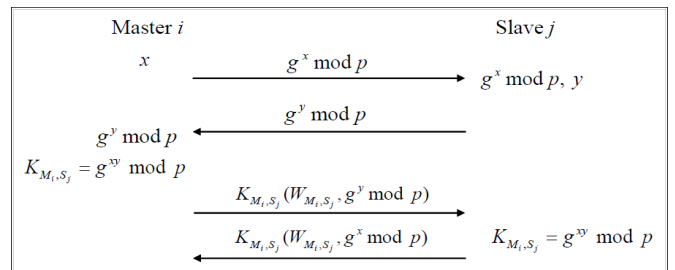 Master i Slave j
x
g^x mod p
g^x mod p, y
g^y mod p
g^y mod p
K_{M_i,S_j} = g^{xy} mod p
K_{M_i,S_j}(W_{M_i,S_j}, g^y mod p)
K_{M_i,S_j}(W_{M_i,S_j}, g^x mod p)
K_{M_i,S_j} = g^{xy} mod p